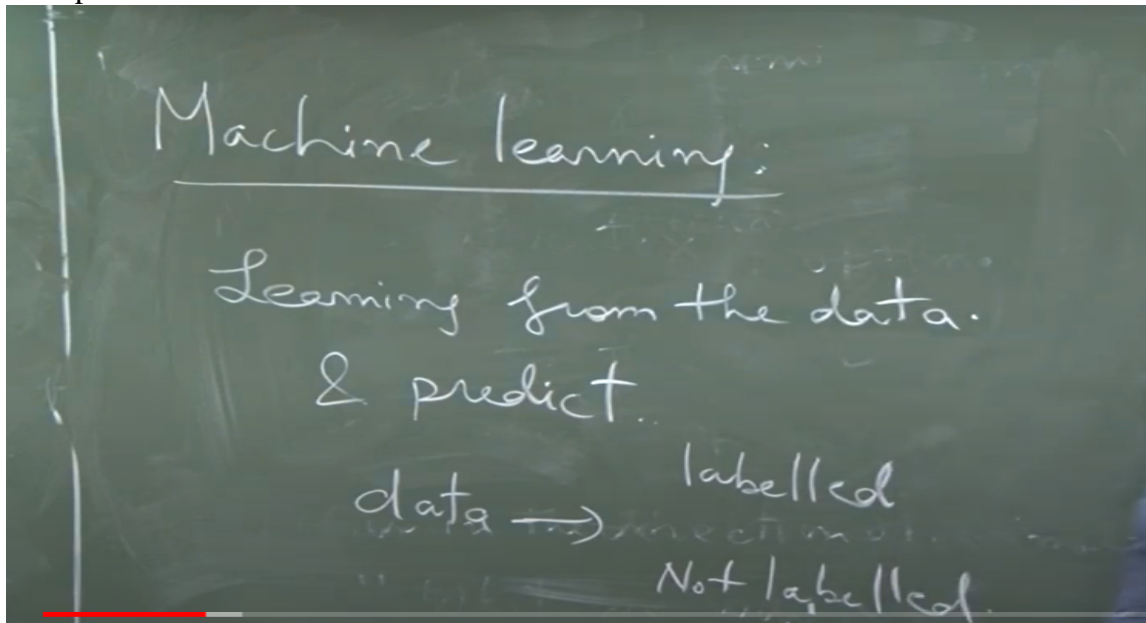 Machine learning:
Learning from the data.
& predict..
data → labelled
Not labelled.